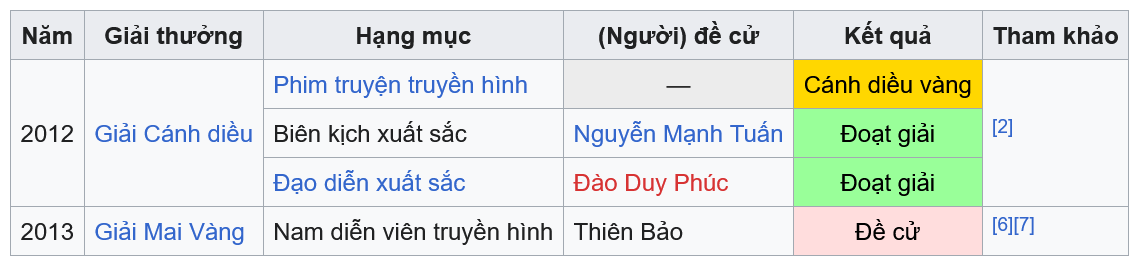 Năm Giải thưởng Hạng mục (Người) đề cử Kết quả Tham khảo
Phim truyện truyền hình — Cánh diều vàng
2012 Giải Cánh diều Biên kịch xuất sắc Nguyễn Mạnh Tuấn Đoạt giải [2]
Đạo diễn xuất sắc Đào Duy Phúc Đoạt giải
2013 Giải Mai Vàng Nam diễn viên truyền hình Thiên Bảo Đề cử [6][7]